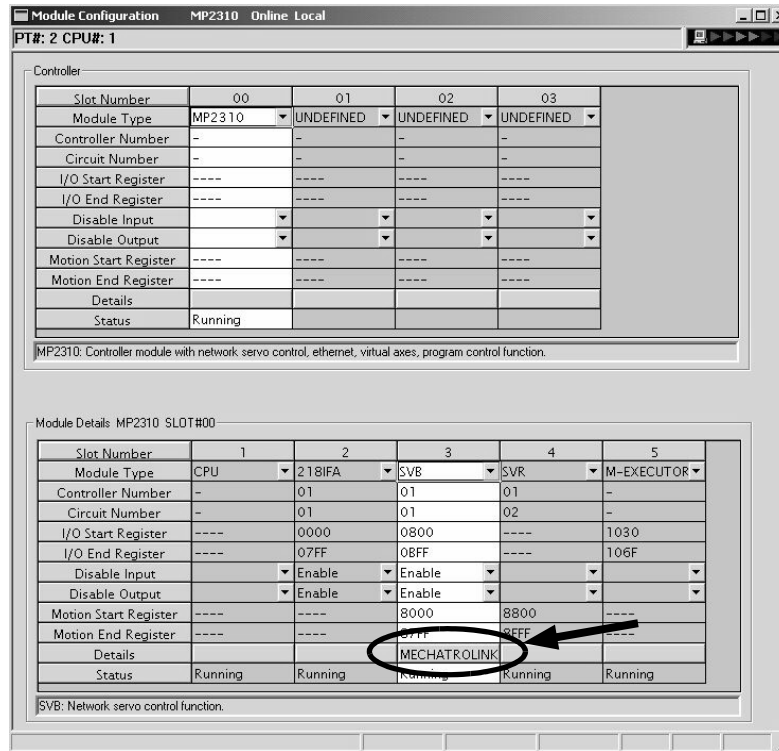 Module Configuration MP2310 Online Local
PT#: 2 CPU#: 1
Controller
Slot Number 00 01 02 03
Module Type MP2310 UNDEFINED UNDEFINED UNDEFINED
Controller Number - - - -
Circuit Number - - - -
I/O Start Register ---- ---- ---- ----
I/O End Register ---- ---- ---- ----
Disable Input
Disable Output
Motion Start Register ---- ---- ---- ----
Motion End Register ---- ---- ---- ----
Details
Status Running
MP2310: Controller module with network servo control, ethernet, virtual axes, program control function.
Module Details MP2310 SLOT#00
Slot Number 1 2 3 4 5
Module Type CPU 218IFA SVB SVR M-EXECUTOR
Controller Number - 01 01 01 -
Circuit Number - 01 01 02 -
I/O Start Register ---- 0000 0800 ---- 1030
I/O End Register ---- 07FF 0BFF ---- 106F
Disable Input Enable Enable
Disable Output Enable Enable
Motion Start Register ---- ---- 8000 8800 ----
Motion End Register ---- ---- 87FF 8FFF ----
Details MECHATROLINK
Status Running Running Running Running Running
SVB: Network servo control function.